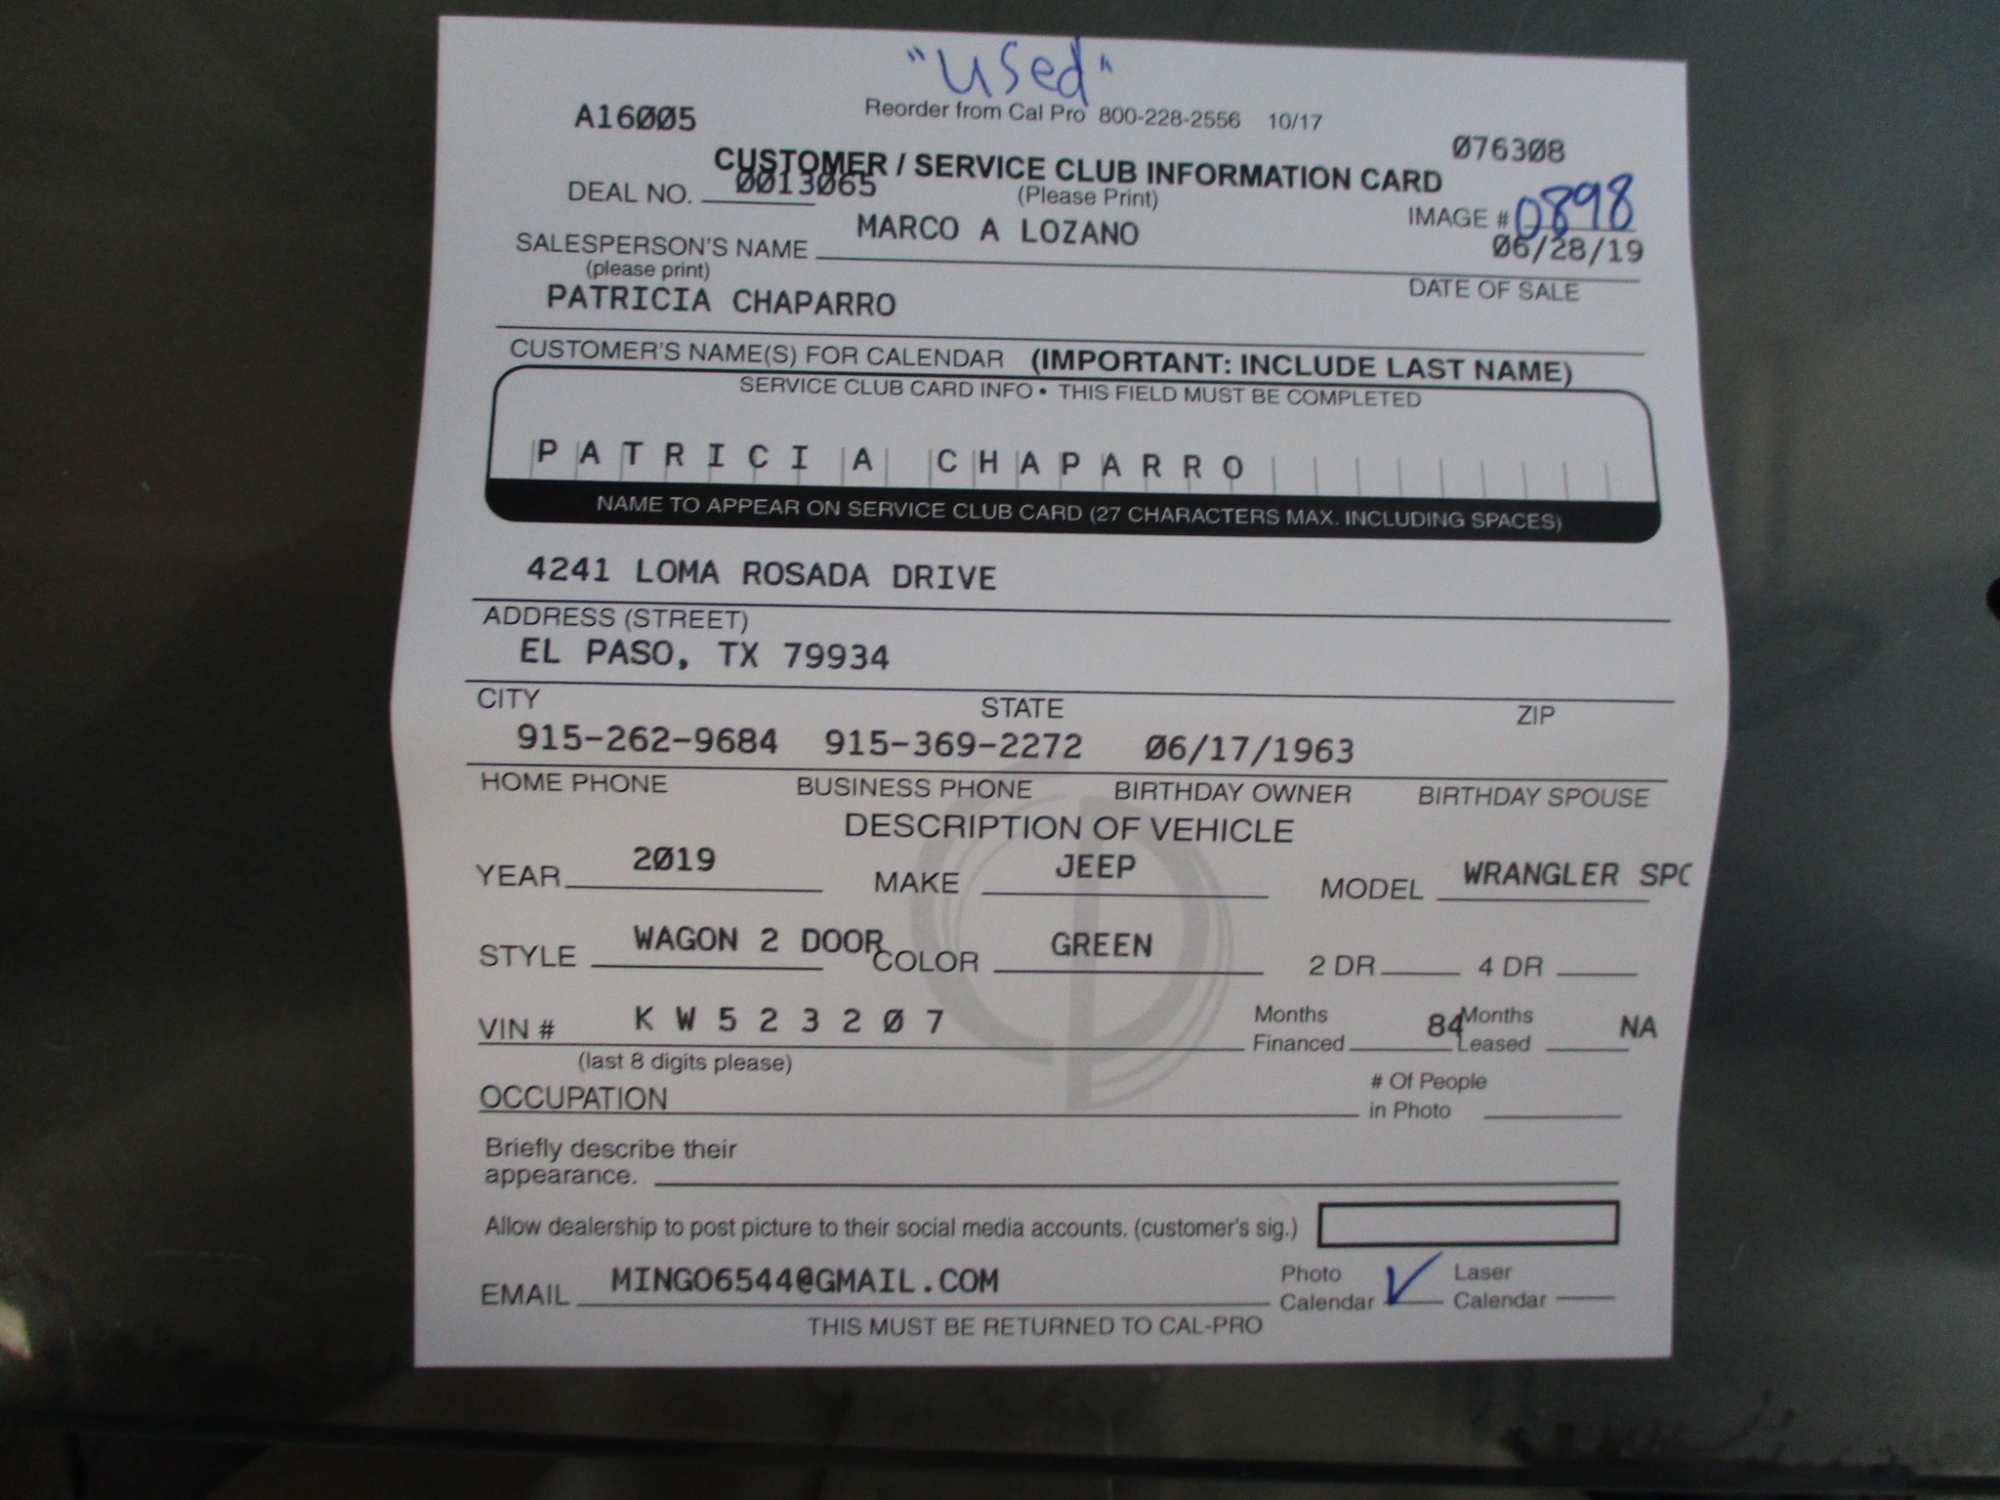 "used"
Reorder from Cal Pro 800-228-2556 10/17
A16005
076308
CUSTOMER / SERVICE CLUB INFORMATION CARD
DEAL NO. 0013065 (Please Print)
IMAGE # 0898
SALESPERSON'S NAME MARCO A LOZANO 06/28/19
(please print) DATE OF SALE
PATRICIA CHAPARRO
CUSTOMER'S NAME(S) FOR CALENDAR (IMPORTANT: INCLUDE LAST NAME)
SERVICE CLUB CARD INFO • THIS FIELD MUST BE COMPLETED
PATRICIA CHAPARRO
NAME TO APPEAR ON SERVICE CLUB CARD (27 CHARACTERS MAX. INCLUDING SPACES)
4241 LOMA ROSADA DRIVE
ADDRESS (STREET)
EL PASO, TX 79934
CITY STATE ZIP
915-262-9684 915-369-2272 06/17/1963
HOME PHONE BUSINESS PHONE BIRTHDAY OWNER BIRTHDAY SPOUSE
DESCRIPTION OF VEHICLE
YEAR 2019 MAKE JEEP MODEL WRANGLER SPO
STYLE WAGON 2 DOOR COLOR GREEN 2 DR 4 DR
VIN # KW523207 Months Financed 84 Months Leased NA
(last 8 digits please)
OCCUPATION # Of People in Photo
Briefly describe their
appearance.
Allow dealership to post picture to their social media accounts. (customer's sig.)
EMAIL MINGO6544@GMAIL.COM Photo Calendar ✓ Laser Calendar
THIS MUST BE RETURNED TO CAL-PRO